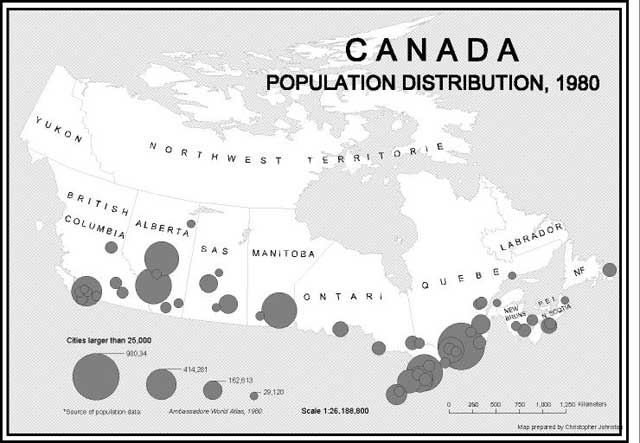 CANADA
POPULATION DISTRIBUTION, 1980
YUKON
NORTHWEST TERRITORIE
BRITISH
COLUMBIA
ALBERTA
SAS
MANITOBA
ONTARI
QUEBE
LABRADOR
NF
NEW
BRUNS
P.E.I.
N. SCOTIA
Cities larger than 25,000
980,34
414,281
162,613
29,120
*Source of population data:
Ambassadore World Atlas, 1980
Scale 1:26,188,800
0 250 500 750 1,000 1,250 Kilometers
Map prepared by Christopher Johnston